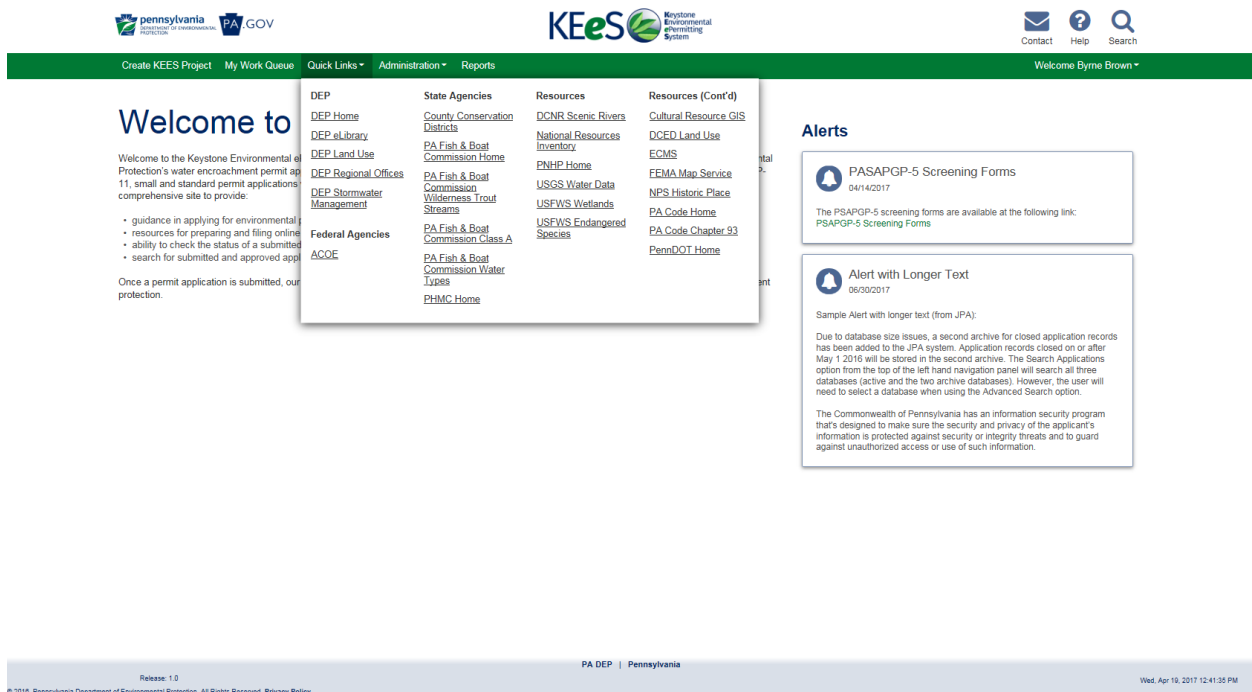 pennsylvania
DEPARTMENT OF ENVIRONMENTAL
PROTECTION
PA.GOV
KEeS
Keystone
Environmental
ePermitting
System
Contact
Help
Search
Create KEES Project
My Work Queue
Quick Links
Administration
Reports
Welcome Byrne Brown
Welcome to
Welcome to the Keystone Environmental
Protection's water encroachment permit
11, small and standard permit applications
comprehensive site to provide:
• guidance in applying for environmental
• resources for preparing and filing online
• ability to check the status of a submitted
• search for submitted and approved
Once a permit application is submitted, our
protection.
DEP
DEP Home
DEP eLibrary
DEP Land Use
DEP Regional Offices
DEP Stormwater
Management
Federal Agencies
ACOE
State Agencies
County Conservation
Districts
PA Fish & Boat
Commission Home
PA Fish & Boat
Commission
Wilderness Trout
Streams
PA Fish & Boat
Commission Class A
PA Fish & Boat
Commission Water
Types
PHMC Home
Resources
DCNR Scenic Rivers
National Resources
Inventory
PNHP Home
USGS Water Data
USFWS Wetlands
USFWS Endangered
Species
Resources (Cont'd)
Cultural Resource GIS
DCED Land Use
ECMS
FEMA Map Service
NPS Historic Place
PA Code Home
PA Code Chapter 93
PennDOT Home
Alerts
PASAPGP-5 Screening Forms
04/14/2017
The PSAPGP-5 screening forms are available at the following link:
PSAPGP-5 Screening Forms
Alert with Longer Text
06/30/2017
Sample Alert with longer text (from JPA):
Due to database size issues, a second archive for closed application records
has been added to the JPA system. Application records closed on or after
May 1 2016 will be stored in the second archive. The Search Applications
option from the top of the left hand navigation panel will search all three
databases (active and the two archive databases). However, the user will
need to select a database when using the Advanced Search option.
The Commonwealth of Pennsylvania has an information security program
that's designed to make sure the security and privacy of the applicant's
information is protected against security or integrity threats and to guard
against unauthorized access or use of such information.
PA DEP | Pennsylvania
Release: 1.0
Wed, Apr 19, 2017 12:41:35 PM
Pennsylvania Department of Environmental Protection. All Rights Reserved. Privacy Policy